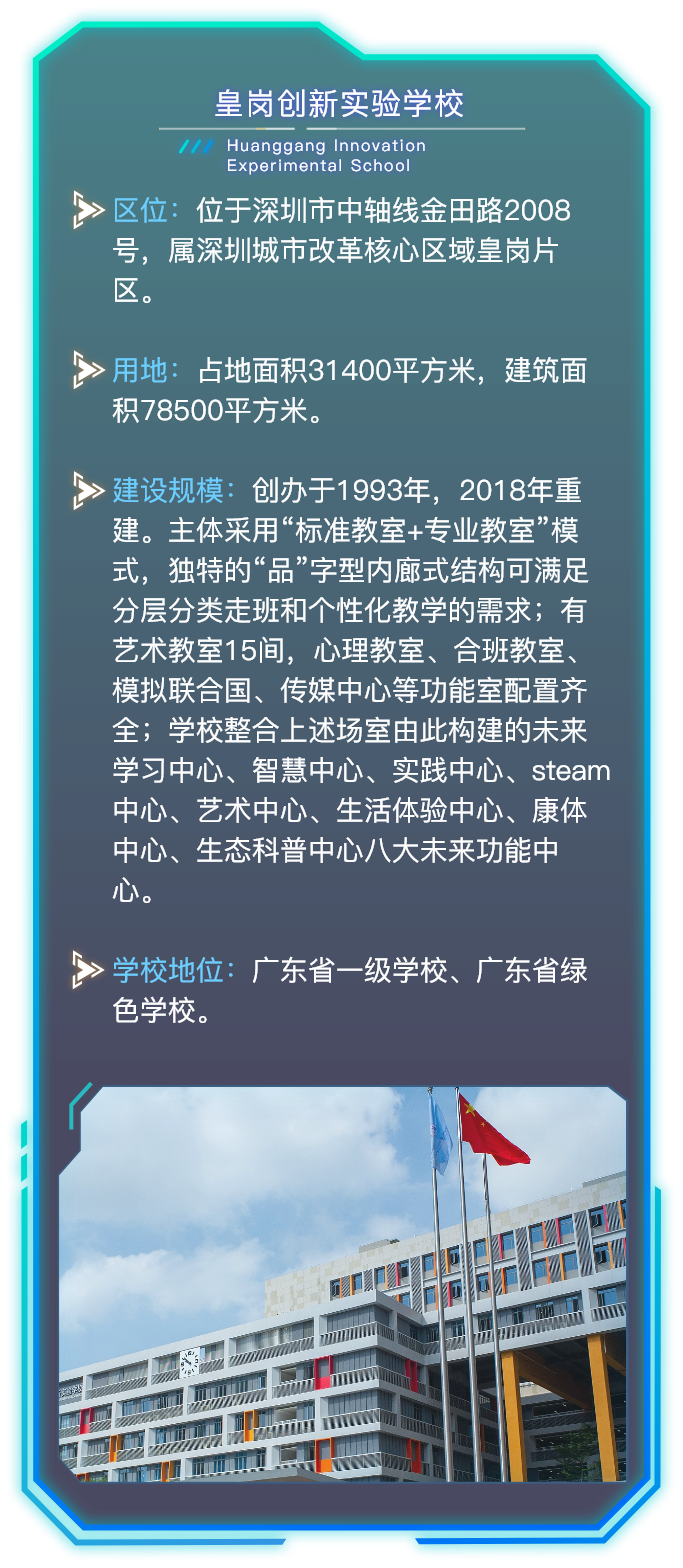 皇岗创新实验学校
Huanggang Innovation
Experimental School
区位：位于深圳市中轴线金田路2008
号，属深圳城市改革核心区域皇岗片
区。
用地：占地面积31400平方米，建筑面
积78500平方米。
建设规模：创办于1993年，2018年重
建。主体采用“标准教室+专业教室”模
式，独特的“品”字型内廊式结构可满足
分层分类走班和个性化教学的需求；有
艺术教室15间，心理教室、合班教室、
模拟联合国、传媒中心等功能室配置齐
全；学校整合上述场室由此构建的未来
学习中心、智慧中心、实践中心、steam
中心、艺术中心、生活体验中心、康体
中心、生态科普中心八大未来功能中
心。
学校地位：广东省一级学校、广东省绿
色学校。